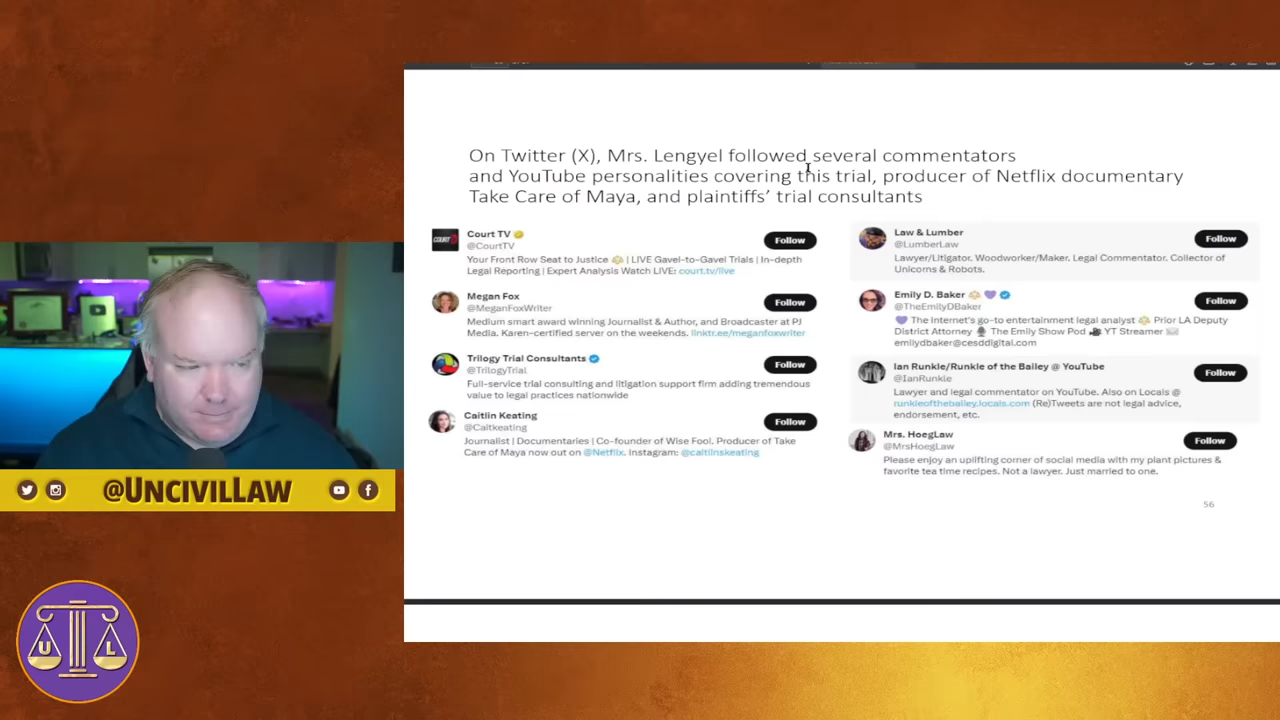 On Twitter (X), Mrs. Lengyel followed several commentators
and YouTube personalities covering this trial, producer of Netflix documentary
Take Care of Maya, and plaintiffs' trial consultants
COURT
Court TV
@CourtTV
Follow
Your Front Row Seat to Justice ⚖️ | LIVE Gavel-to-Gavel Trials | In-depth
Legal Reporting | Expert Analysis Watch LIVE: court.tv/live
Megan Fox
@MeganFoxWriter
Follow
Medium smart award winning Journalist & Author, and Broadcaster at PJ
Media. Karen-certified server on the weekends. linktr.ee/meganfoxwriter
Trilogy Trial Consultants
@TrilogyTrial
Follow
Full-service trial consulting and litigation support firm adding tremendous
value to legal practices nationwide
Caitlin Keating
@Caltkeating
Follow
Journalist | Documentaries | Co-founder of Wise Fool. Producer of Take
Care of Maya now out on @Netflix. Instagram: @caitlinskeating
Law & Lumber
@LumberLaw
Follow
Lawyer/Litigator. Woodworker/Maker. Legal Commentator. Collector of
Unicorns & Robots.
Emily D. Baker ⚖️ 💜
@TheEmilyDBaker
Follow
💜 The Internet's go-to entertainment legal analyst ⚖️ Prior LA Deputy
District Attorney 🎙 The Emily Show Pod 🎥 YT Streamer ✉️
emilydbaker@cesddigital.com
Ian Runkle/Runkle of the Bailey @ YouTube
@IanRunkle
Follow
Lawyer and legal commentator on YouTube. Also on Locals @
runkleofthebailey.locals.com (Re)Tweets are not legal advice,
endorsement, etc.
Mrs. HoegLaw
@MrsHoegLaw
Follow
Please enjoy an uplifting corner of social media with my plant pictures &
favorite tea time recipes. Not a lawyer. Just married to one.
56
@UNCIVILLAW
U L